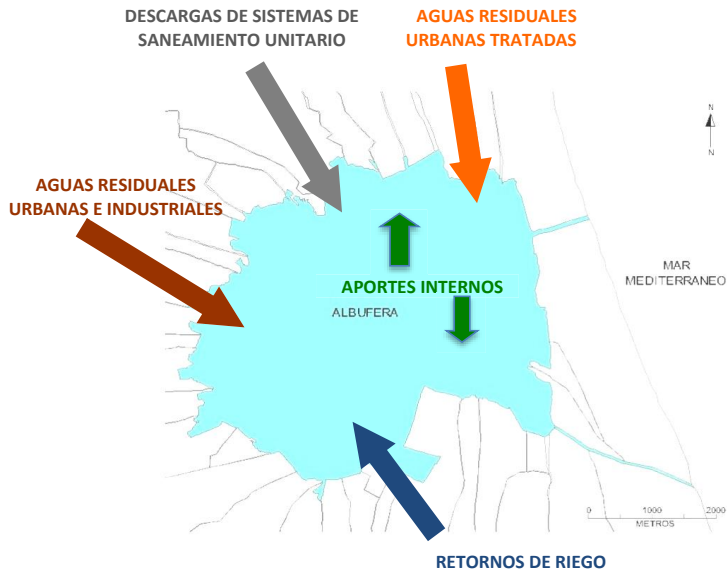 DESCARGAS DE SISTEMAS DE
SANEAMIENTO UNITARIO
AGUAS RESIDUALES
URBANAS TRATADAS
N
N
AGUAS RESIDUALES
URBANAS E INDUSTRIALES
MAR
MEDITERRANEO
APORTES INTERNOS
ALBUFERA
0 1000 2000
METROS
RETORNOS DE RIEGO